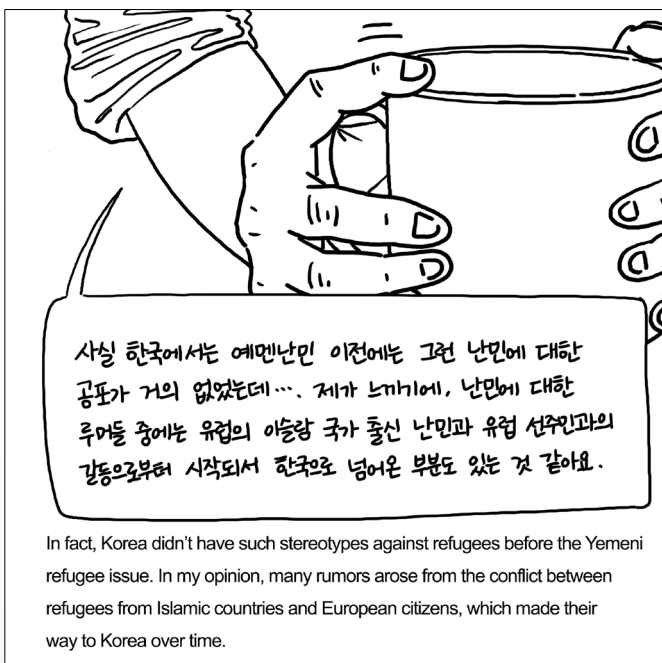 사실 한국에서는 예멘난민 이전에는 그런 난민에 대한
공포가 거의 없었는데···. 제가 느끼기에, 난민에 대한
루머들 중에는 유럽의 이슬람 국가 출신 난민과 유럽 선주민과의
갈등으로부터 시작되서 한국으로 넘어온 부분도 있는 것 같아요.
In fact, Korea didn't have such stereotypes against refugees before the Yemeni
refugee issue. In my opinion, many rumors arose from the conflict between
refugees from Islamic countries and European citizens, which made their
way to Korea over time.